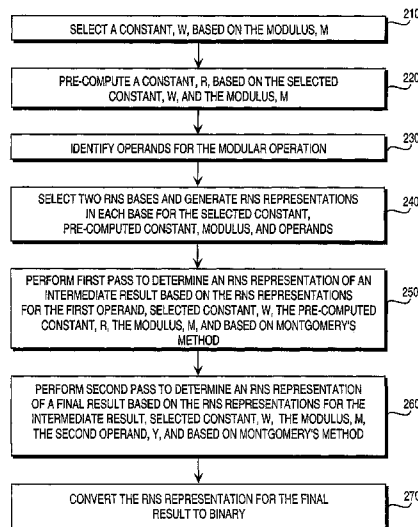 210
SELECT A CONSTANT, W, BASED ON THE MODULUS, M
220
PRE-COMPUTE A CONSTANT, R, BASED ON THE SELECTED
CONSTANT, W, AND THE MODULUS, M
230
IDENTIFY OPERANDS FOR THE MODULAR OPERATION
240
SELECT TWO RNS BASES AND GENERATE RNS REPRESENTATIONS
IN EACH BASE FOR THE SELECTED CONSTANT,
PRE-COMPUTED CONSTANT, MODULUS, AND OPERANDS
250
PERFORM FIRST PASS TO DETERMINE AN RNS REPRESENTATION OF AN
INTERMEDIATE RESULT BASED ON THE RNS REPRESENTATIONS
FOR THE FIRST OPERAND, SELECTED CONSTANT, W, THE PRE-COMPUTED
CONSTANT, R, THE MODULUS, M, AND BASED ON MONTGOMERY'S
METHOD
260
PERFORM SECOND PASS TO DETERMINE AN RNS REPRESENTATION
OF A FINAL RESULT BASED ON THE RNS REPRESENTATIONS FOR THE
INTERMEDIATE RESULT, SELECTED CONSTANT, W, THE MODULUS, M,
THE SECOND OPERAND, Y, AND BASED ON MONTGOMERY'S METHOD
270
CONVERT THE RNS REPRESENTATION FOR THE FINAL
RESULT TO BINARY